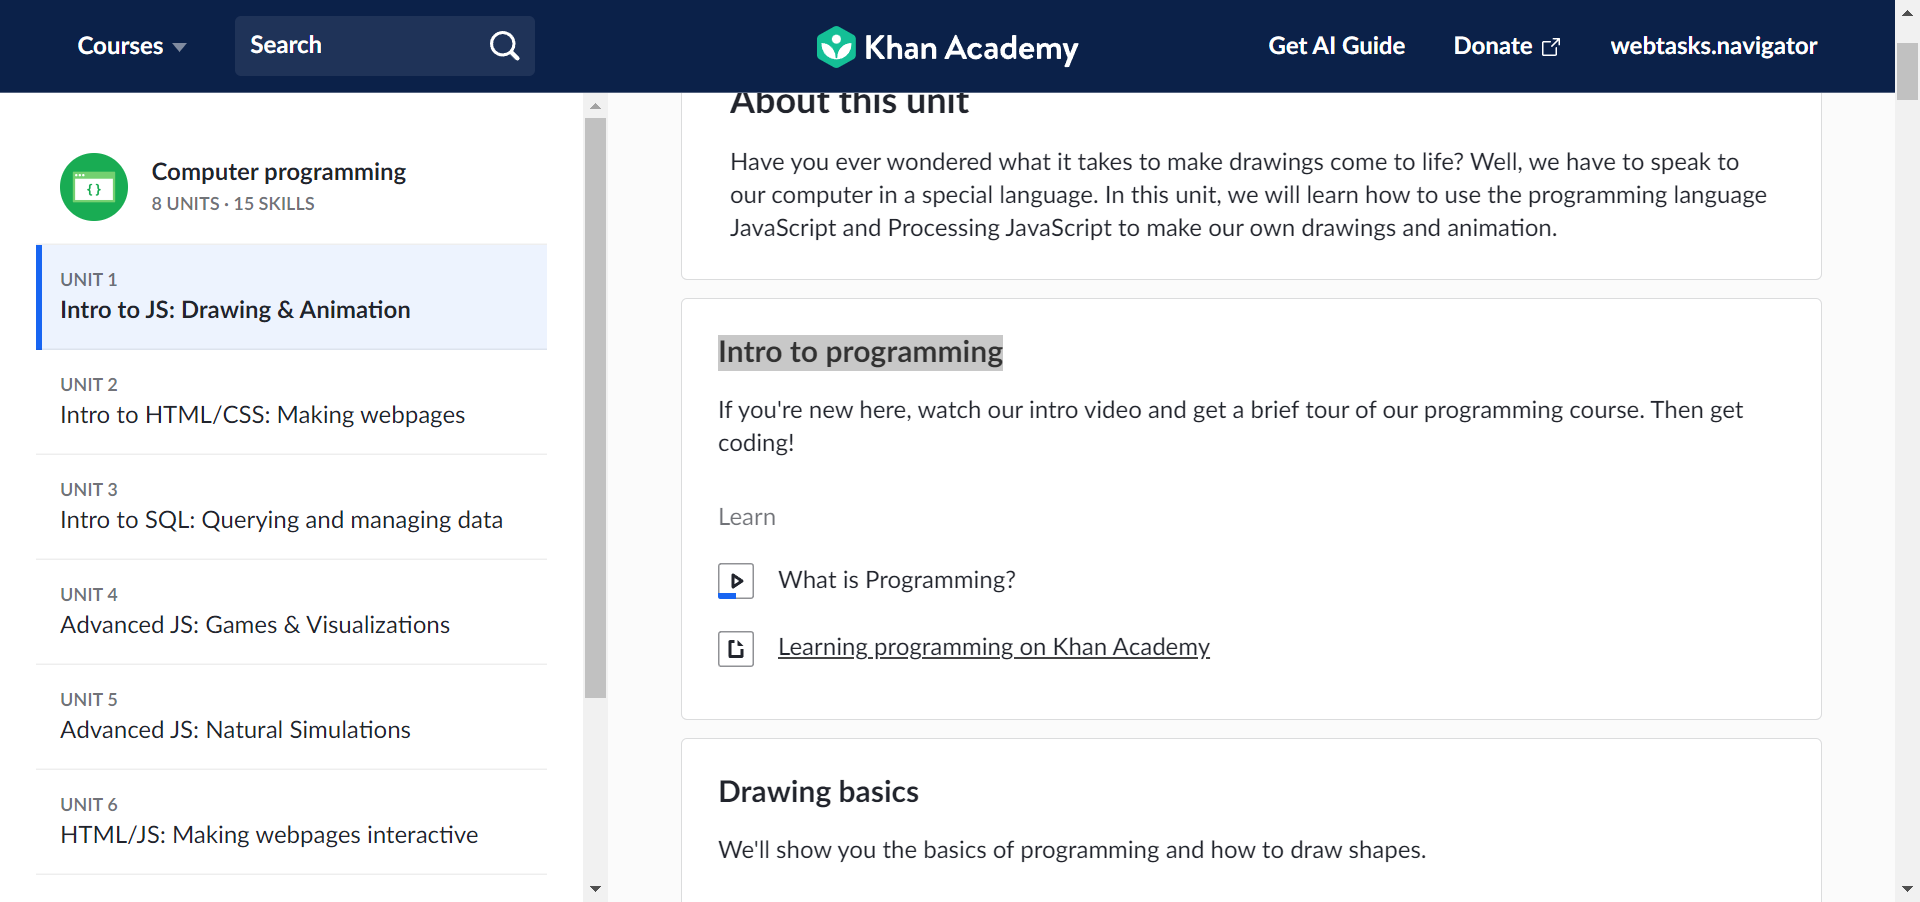 Courses
Search
Khan Academy
Get AI Guide
Donate
webtasks.navigator
{}
Computer programming
8 UNITS · 15 SKILLS
UNIT 1
Intro to JS: Drawing & Animation
UNIT 2
Intro to HTML/CSS: Making webpages
UNIT 3
Intro to SQL: Querying and managing data
UNIT 4
Advanced JS: Games & Visualizations
UNIT 5
Advanced JS: Natural Simulations
UNIT 6
HTML/JS: Making webpages interactive
About this unit
Have you ever wondered what it takes to make drawings come to life? Well, we have to speak to
our computer in a special language. In this unit, we will learn how to use the programming language
JavaScript and Processing JavaScript to make our own drawings and animation.
Intro to programming
If you're new here, watch our intro video and get a brief tour of our programming course. Then get
coding!
Learn
What is Programming?
Learning programming on Khan Academy
Drawing basics
We'll show you the basics of programming and how to draw shapes.